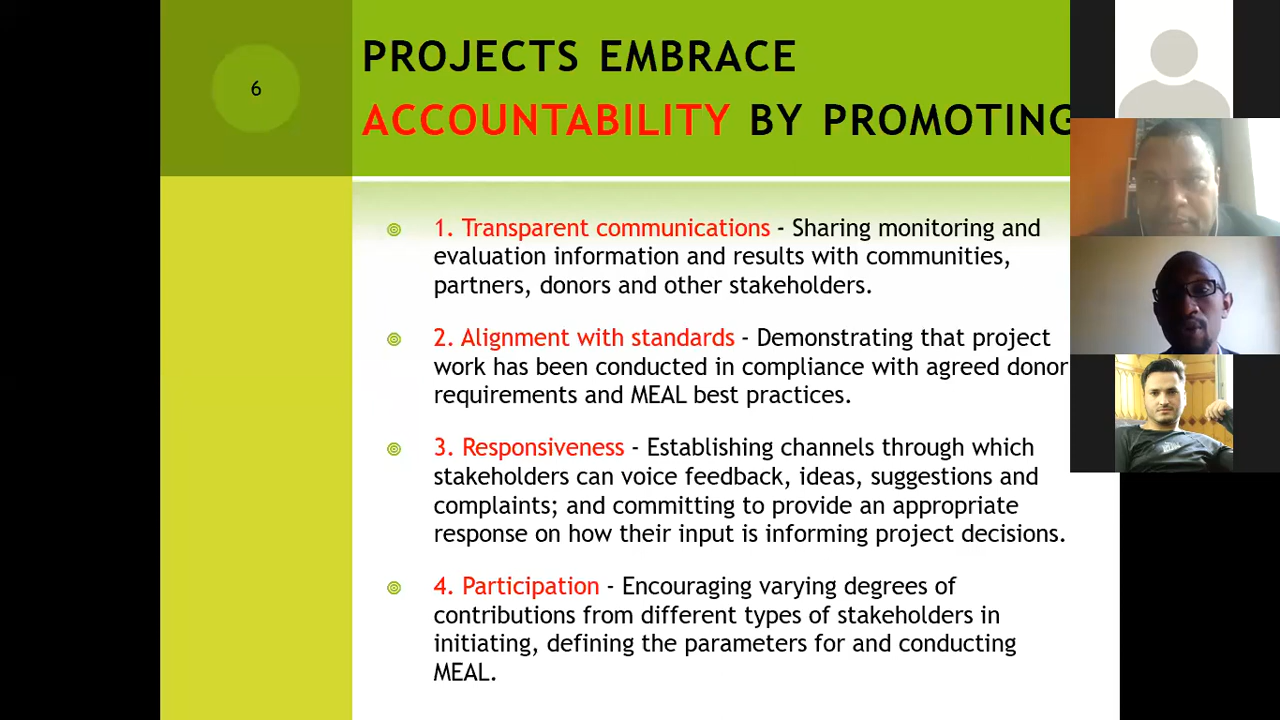 6
PROJECTS EMBRACE
ACCOUNTABILITY BY PROMOTING
1. Transparent communications - Sharing monitoring and
evaluation information and results with communities,
partners, donors and other stakeholders.
2. Alignment with standards - Demonstrating that project
work has been conducted in compliance with agreed donor
requirements and MEAL best practices.
3. Responsiveness - Establishing channels through which
stakeholders can voice feedback, ideas, suggestions and
complaints; and committing to provide an appropriate
response on how their input is informing project decisions.
4. Participation - Encouraging varying degrees of
contributions from different types of stakeholders in
initiating, defining the parameters for and conducting
MEAL.